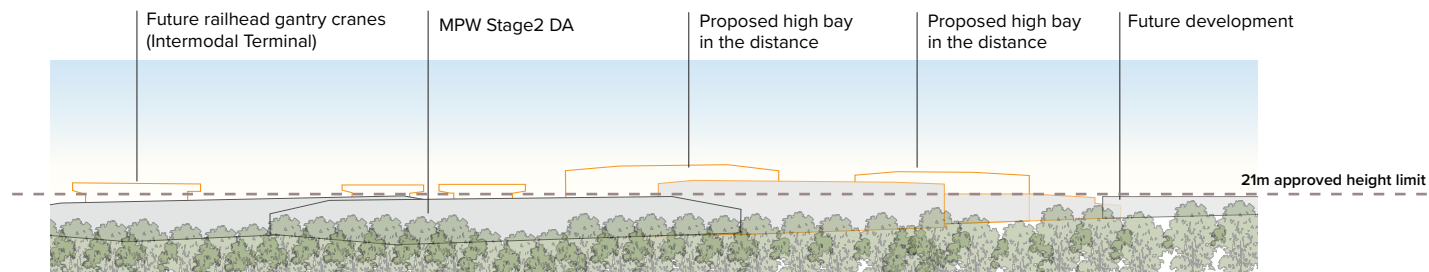 Future railhead gantry cranes
(Intermodal Terminal)
MPW Stage2 DA
Proposed high bay
in the distance
Proposed high bay
in the distance
Future development
21m approved height limit